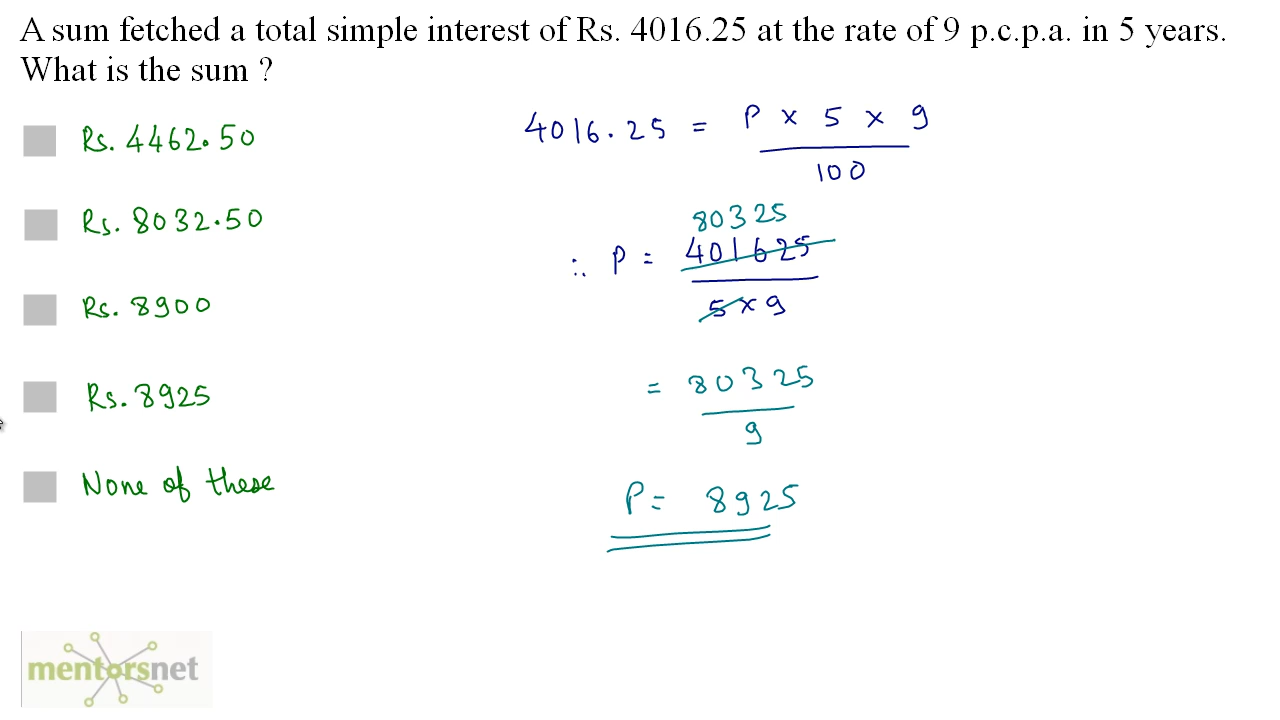 A sum fetched a total simple interest of Rs. 4016.25 at the rate of 9 p.c.p.a. in 5 years.
What is the sum ?
Rs. 4462.50
Rs. 8032.50
Rs. 8900
Rs. 8925
None of these
4016.25 = P x 5 x 9
100
80325
∴ P = 401625
5 x 9
= 80325
9
P = 8925
mentorsnet